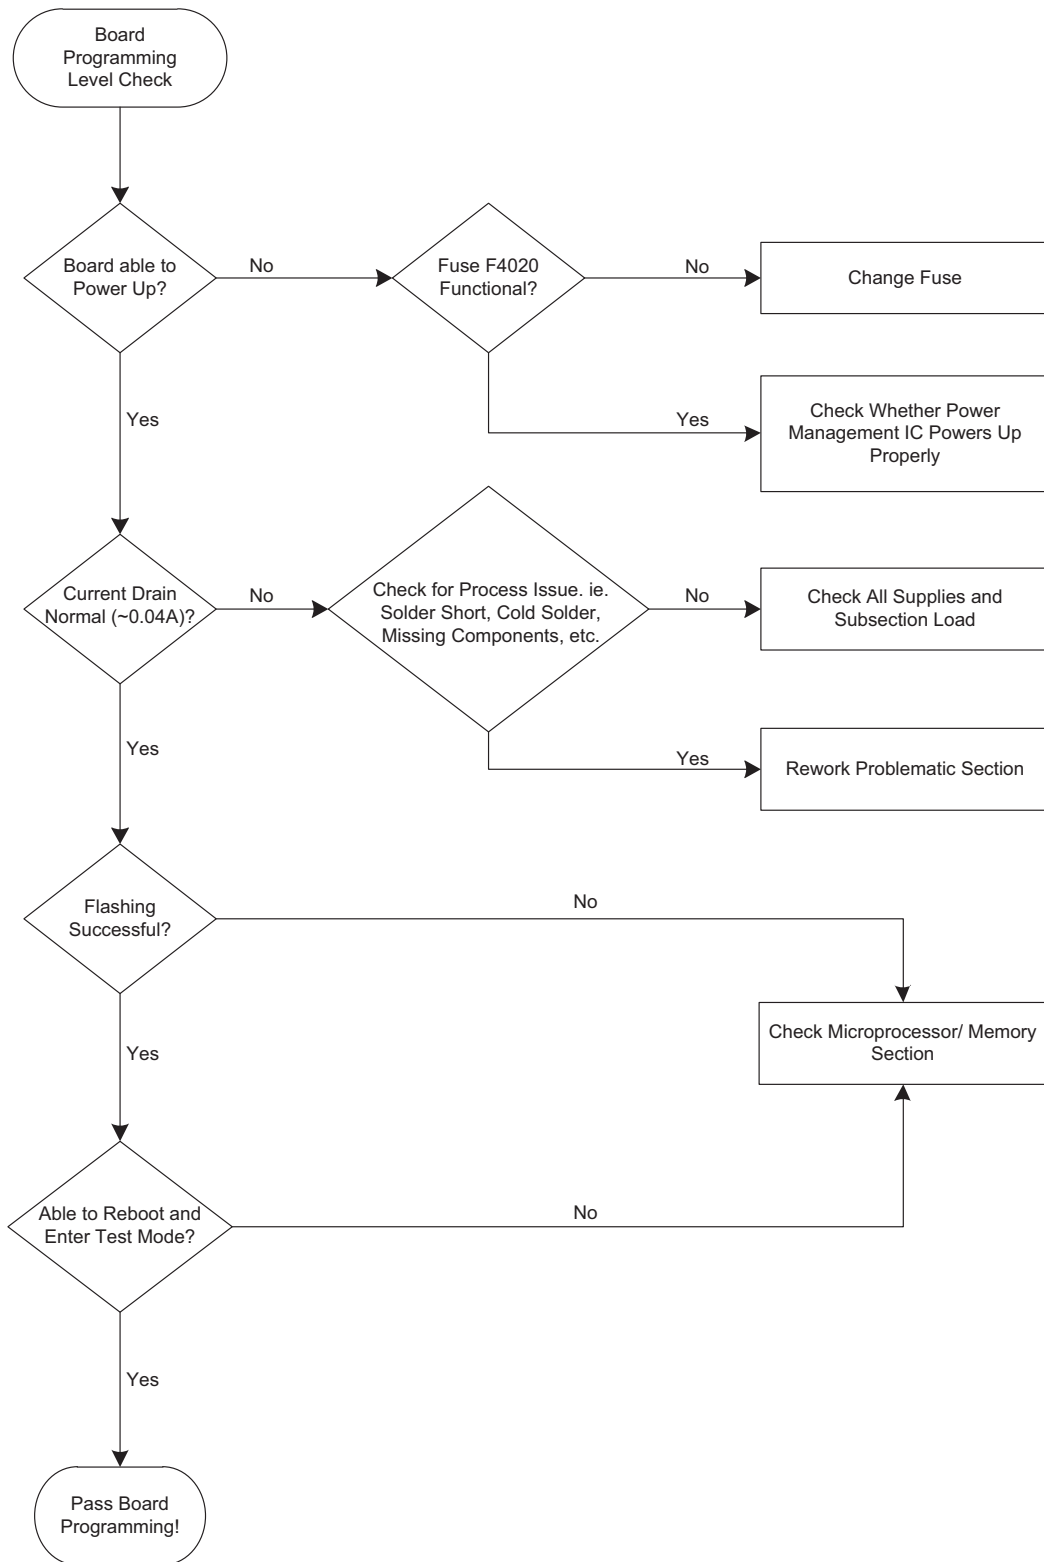 Board
Programming
Level Check
Board able to
Power Up?
No
Fuse F4020
Functional?
No
Change Fuse
Yes
Yes
Check Whether Power
Management IC Powers Up
Properly
Current Drain
Normal (~0.04A)?
No
Check for Process Issue. ie.
Solder Short, Cold Solder,
Missing Components, etc.
No
Check All Supplies and
Subsection Load
Yes
Yes
Rework Problematic Section
Flashing
Successful?
No
Yes
Check Microprocessor/ Memory
Section
Able to Reboot and
Enter Test Mode?
No
Yes
Pass Board
Programming!